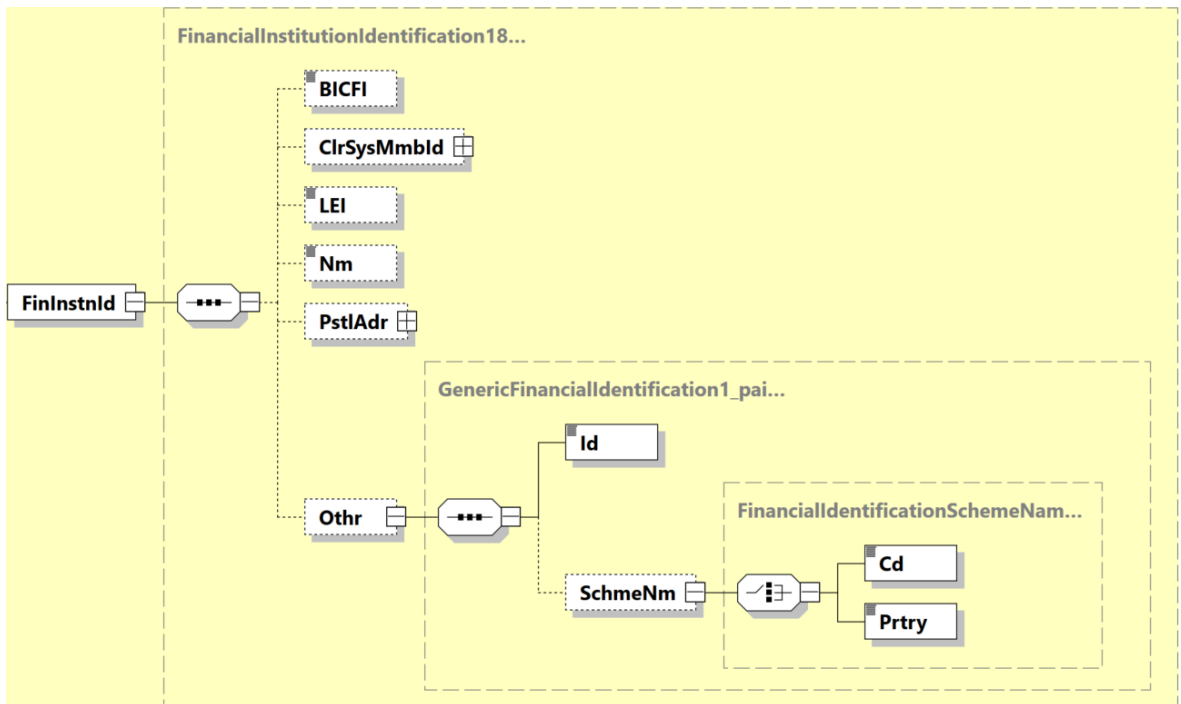 FinancialInstitutionIdentification18...
BICFI
ClrSysMmbId
LEI
Nm
FinInstnId
PstlAdr
GenericFinancialIdentification1_pai...
Id
Othr
FinancialIdentificationSchemeNam...
Cd
SchmeNm
Prtry